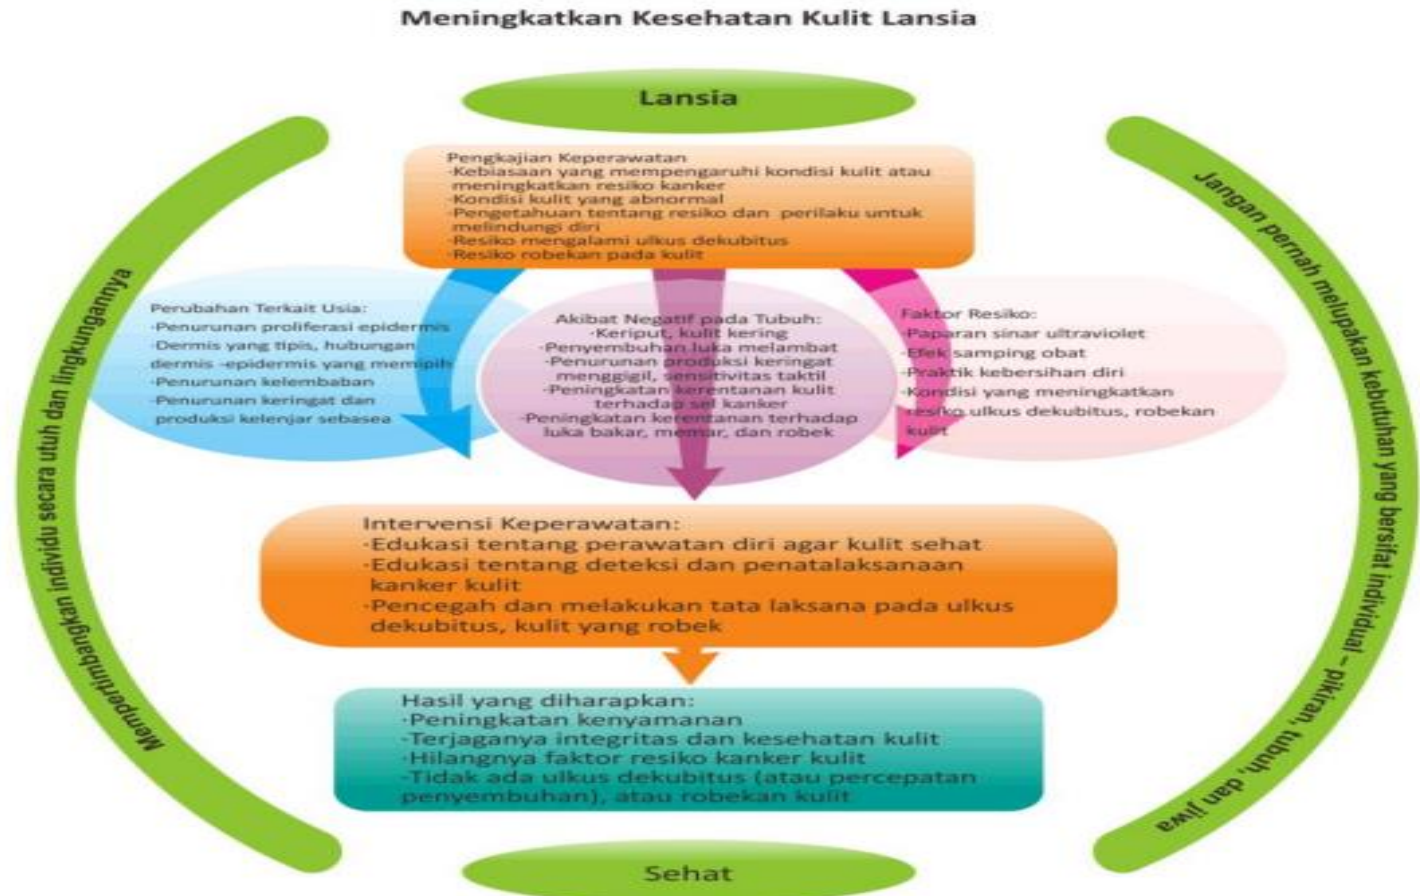 Meningkatkan Kesehatan Kulit Lansia
Lansia
Pengkajian Keperawatan
·Kebiasaan yang mempengaruhi kondisi kulit atau
meningkatkan resiko kanker
·Kondisi kulit yang abnormal
·Pengetahuan tentang resiko dan perilaku untuk
melindungi diri
·Resiko mengalami ulkus dekubitus
·Resiko robekan pada kulit
Mempertimbangkan individu secara utuh dan lingkungannya
Perubahan Terkait Usia:
·Penurunan proliferasi epidermis
·Dermis yang tipis, hubungan
dermis -epidermis yang memipih
·Penurunan kelembaban
·Penurunan keringat dan
produksi kelenjar sebasea
Akibat Negatif pada Tubuh:
·Keriput, kulit kering
·Penyembuhan luka melambat
·Penurunan produksi keringat
menggigil, sensitivitas taktil
·Peningkatan kerentanan kulit
terhadap sel kanker
·Peningkatan kerentanan terhadap
luka bakar, memar, dan robek
Faktor Resiko:
·Paparan sinar ultraviolet
·Efek samping obat
·Praktik kebersihan diri
·Kondisi yang meningkatkan
resiko ulkus dekubitus, robekan
kulit
Jangan pernah melupakan kebutuhan yang bersifat individual – pikiran, tubuh, dan jiwa
Intervensi Keperawatan:
·Edukasi tentang perawatan diri agar kulit sehat
·Edukasi tentang deteksi dan penatalaksanaan
kanker kulit
·Pencegah dan melakukan tata laksana pada ulkus
dekubitus, kulit yang robek
Hasil yang diharapkan:
·Peningkatan kenyamanan
·Terjaganya integritas dan kesehatan kulit
·Hilangnya faktor resiko kanker kulit
·Tidak ada ulkus dekubitus (atau percepatan
penyembuhan), atau robekan kulit
Sehat